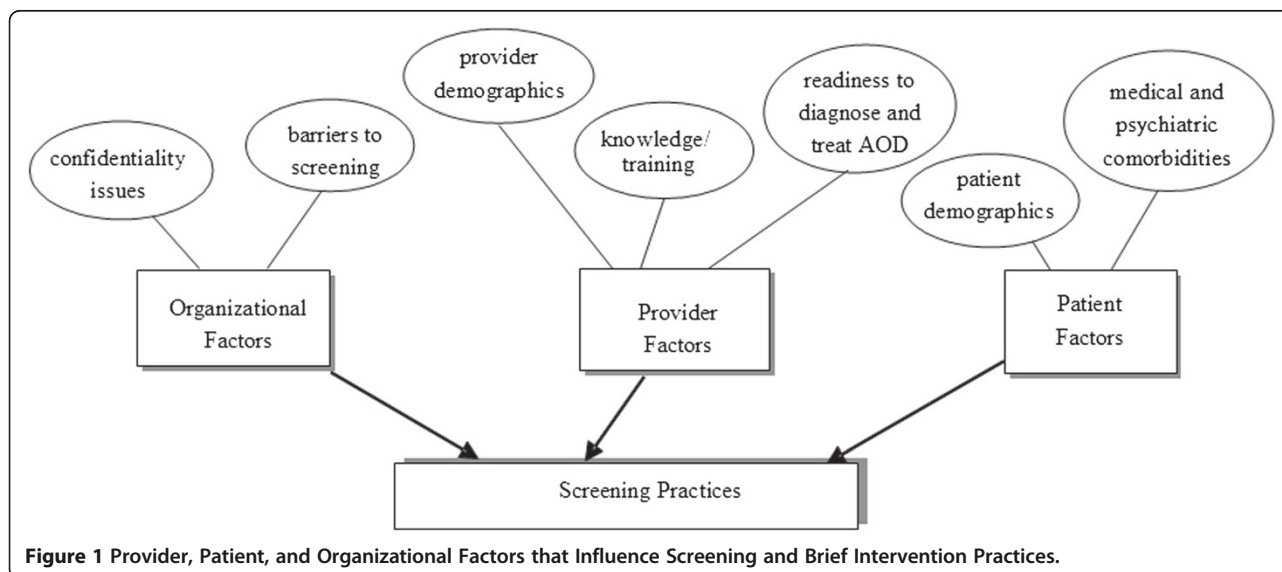 confidentiality
issues
barriers to
screening
provider
demographics
knowledge/
training
readiness to
diagnose and
treat AOD
patient
demographics
medical and
psychiatric
comorbidities
Organizational
Factors
Provider
Factors
Patient
Factors
Screening Practices
Figure 1 Provider, Patient, and Organizational Factors that Influence Screening and Brief Intervention Practices.